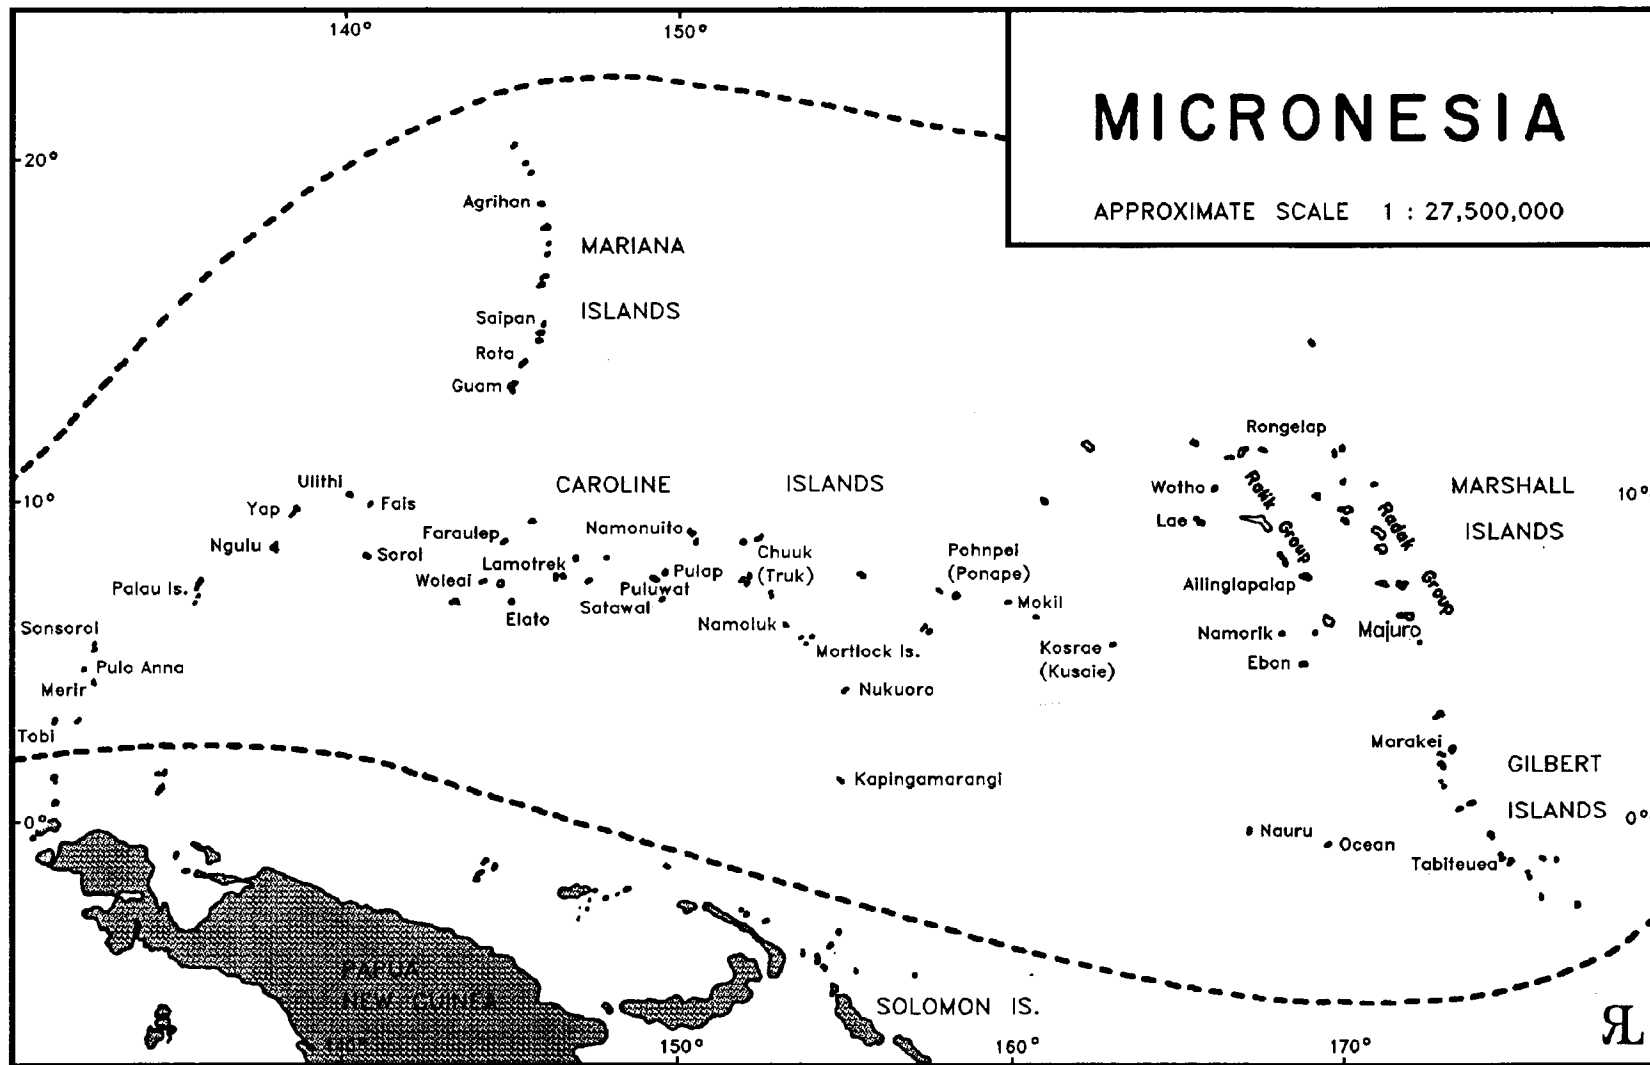 140°
150°
MICRONESIA
APPROXIMATE SCALE 1 : 27,500,000
20°
Agrihan
MARIANA
ISLANDS
Saipan
Rota
Guam
Rongelap
Ulithi
Fais
Yap
10°
Ngulu
Sorol
CAROLINE ISLANDS
Faraulep
Namonuito
Lamotrek
Woleai
Elato
Satawal
Puluwat
Pulap
Chuuk
(Truk)
Pohnpei
(Ponape)
Mokil
Wotho
Lae
Ralik Group
Radak Group
MARSHALL
ISLANDS
10°
Ailinglapalap
Palau Is.
Namoluk
Mortlock Is.
Kosrae
(Kusaie)
Namorik
Majuro
Ebon
Sonsorol
Pulo Anna
Merir
Tobi
Nukuoro
Kapingamarangi
Marakei
GILBERT
ISLANDS
0°
0°
Nauru
Ocean
Tabiteuea
PAPUA
NEW GUINEA
SOLOMON IS.
140°
150°
160°
170°
RL